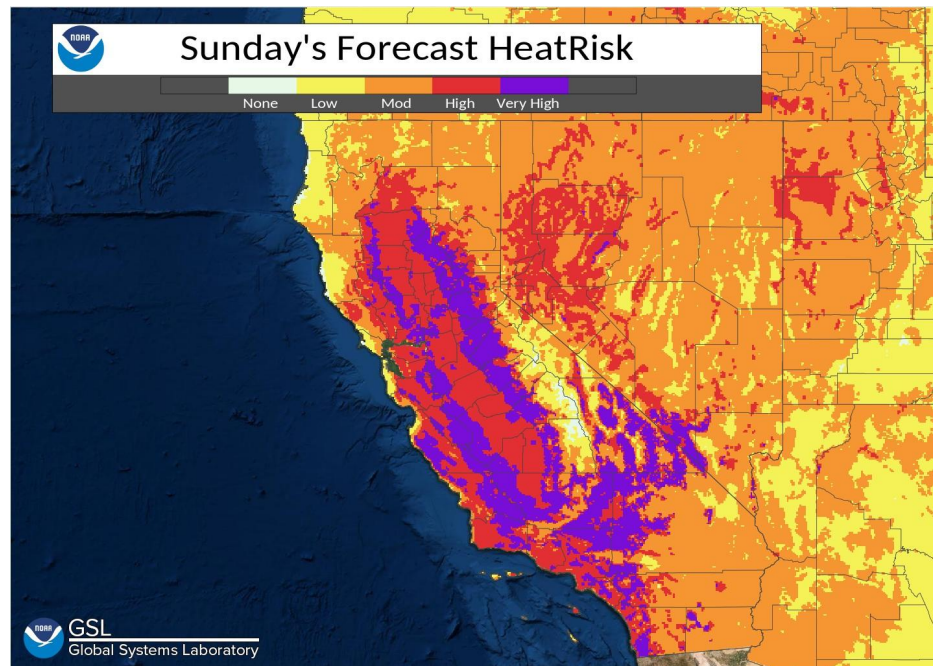 NOAA
Sunday's Forecast HeatRisk
None Low Mod High Very High
NOAA
GSL
Global Systems Laboratory